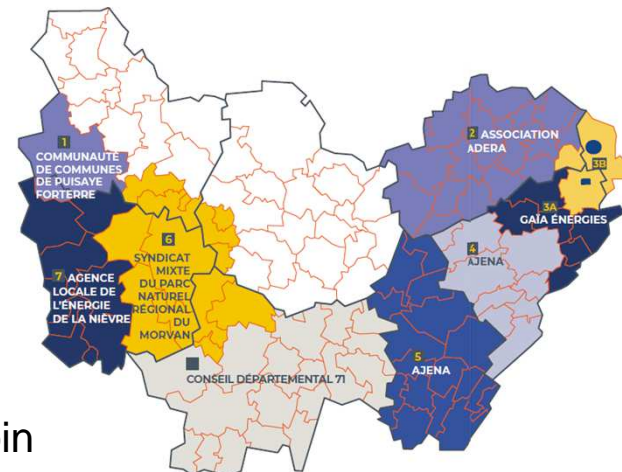 1
COMMUNAUTÉ
DE COMMUNES
DE PUISAYE
FORTERRE
2 ASSOCIATION
ADERA
3B
3A
GAÏA ÉNERGIES
4
AJENA
6
SYNDICAT
MIXTE
DU PARC
NATUREL
RÉGIONAL
DU
MORVAN
7 AGENCE
LOCALE DE
L'ÉNERGIE
DE LA NIÈVRE
5
AJENA
CONSEIL DÉPARTEMENTAL 71
in